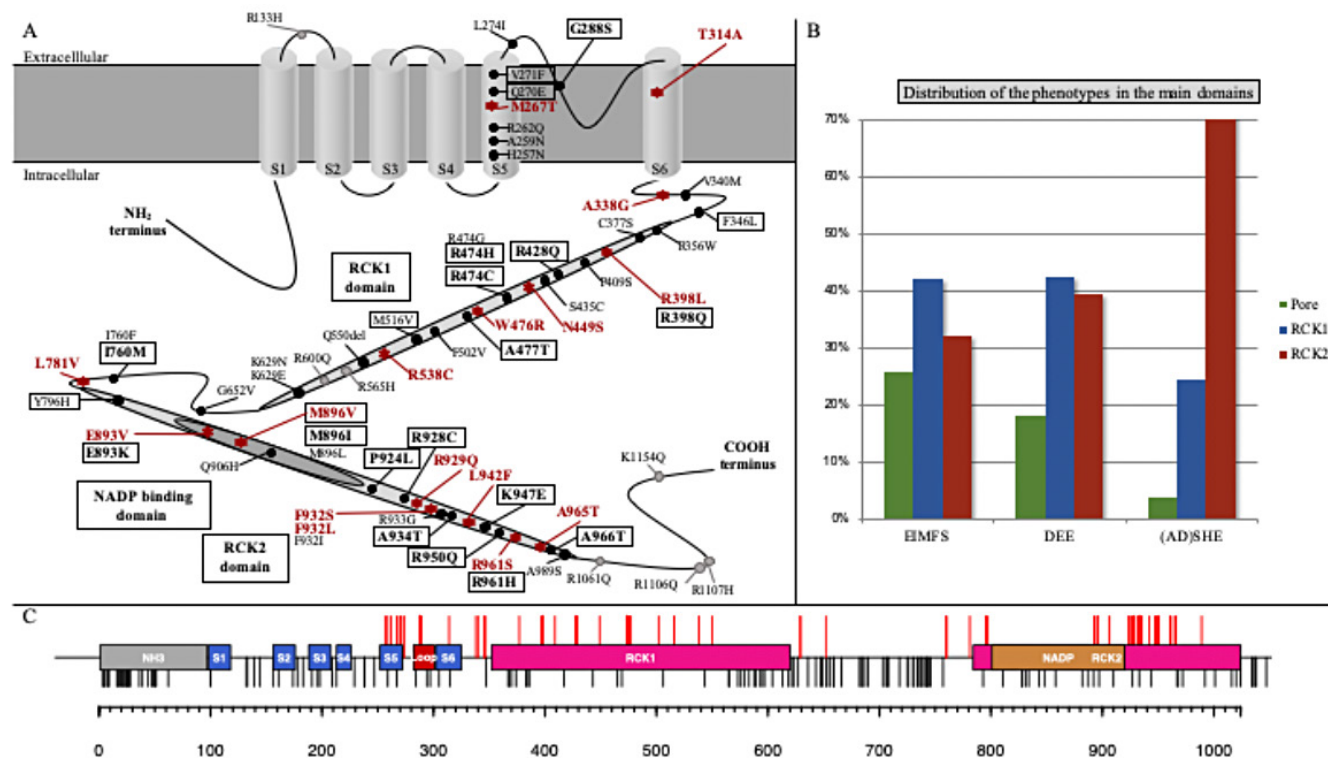 A
R133H
L274I
G288S
T314A
Extracelllular
V271F
Q270E
M267T
R262Q
A259N
H257N
S1
S2
S3
S4
S5
S6
Intracellular
V340M
A338G
F346L
NH2
terminus
C377S
R356W
R474G
R474H
R428Q
RCK1
domain
R474C
P409S
R398L
R398Q
S435C
M516V
W476R
N449S
Q550del
F502V
A477T
I760F
I760M
L781V
K629N
K629E
R600Q
R565H
R538C
G652V
Y796H
M896V
E893V
E893K
M896I
M896L
R928C
Q906H
P924L
R929Q
L942F
COOH
terminus
K1154Q
NADP binding
domain
K947E
F932S
F932L
F932I
R933G
A934T
A965T
RCK2
domain
R950Q
R961S
R961H
A966T
A989S
R1061Q
R1106Q
R1107H
B
Distribution of the phenotypes in the main domains
70%
60%
50%
40%
30%
20%
10%
0%
Pore
RCK1
RCK2
EIMFS
DEE
(AD)SHE
C
NH3
S1
S2
S3
S4
S5
Loop
S6
RCK1
NADP
RCK2
0
100
200
300
400
500
600
700
800
900
1000